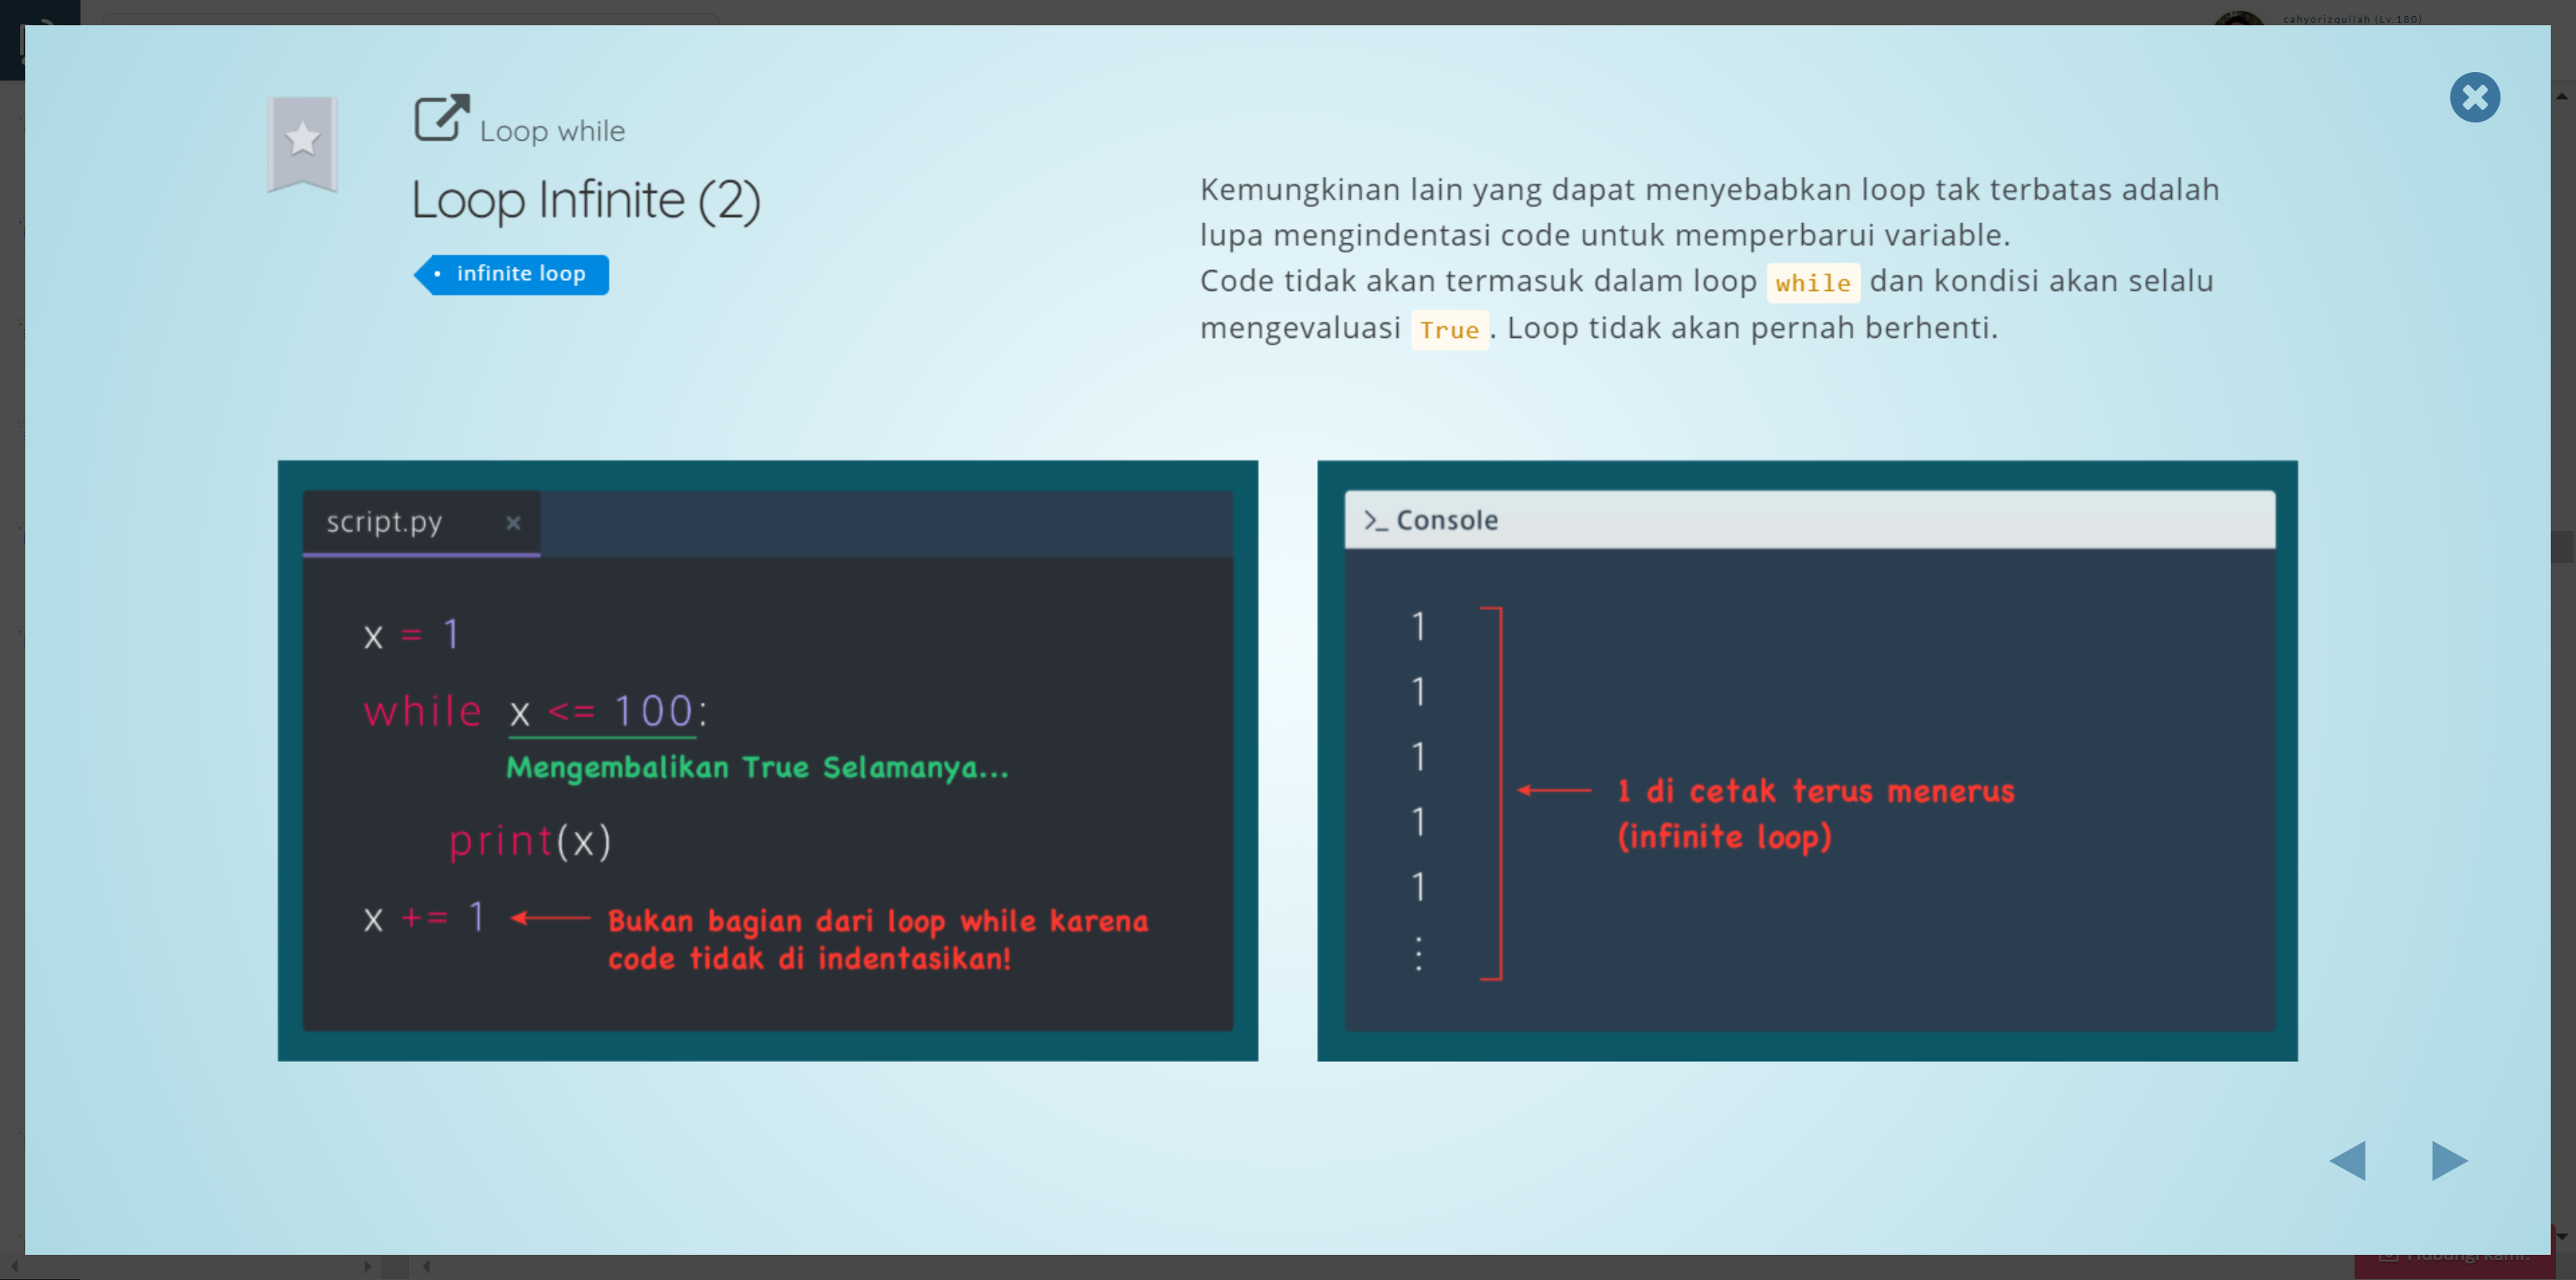 cahyorizqullah (Lv.180)
Loop while
Loop Infinite (2)
infinite loop
Kemungkinan lain yang dapat menyebabkan loop tak terbatas adalah
lupa mengindentasi code untuk memperbarui variable.
Code tidak akan termasuk dalam loop while dan kondisi akan selalu
mengevaluasi True. Loop tidak akan pernah berhenti.
script.py ×
x = 1
while x <= 100:
Mengembalikan True Selamanya...
print(x)
x += 1
Bukan bagian dari loop while karena
code tidak di indentasikan!
>_ Console
1
1
1
1
1
⋮
1 di cetak terus menerus
(infinite loop)
Hubungi kami